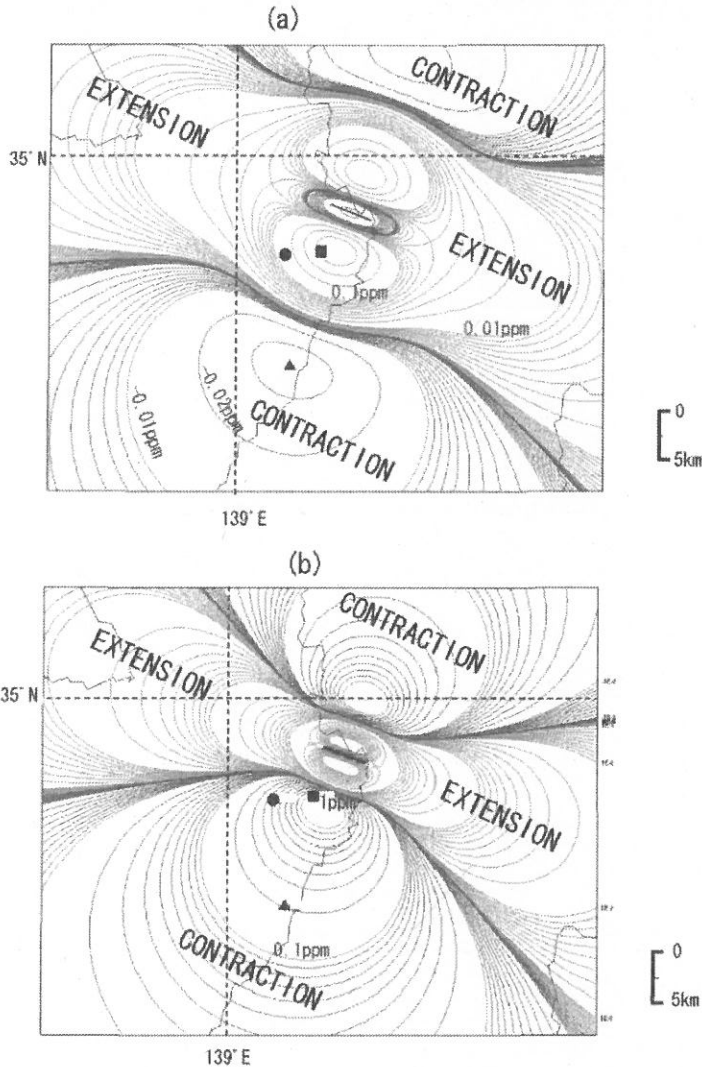 (a)
EXTENSION
CONTRACTION
35°N
EXTENSION
0.1ppm
0.01ppm
-0.01ppm
-0.02ppm
CONTRACTION
0
5km
139°E
(b)
EXTENSION
CONTRACTION
35°N
EXTENSION
1ppm
CONTRACTION
0.1ppm
0
5km
139°E